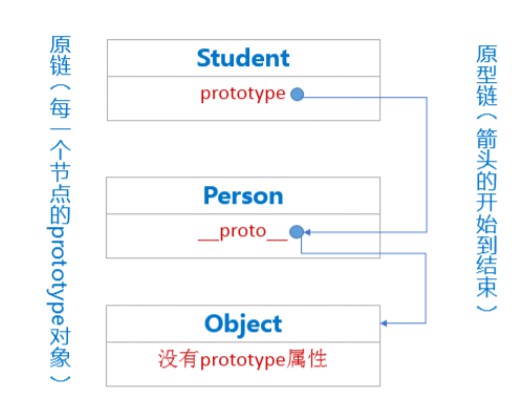 原链（每一个节点的prototype对象）
Student
prototype
Person
__proto__
Object
没有prototype属性
原型链（箭头的开始到结束）